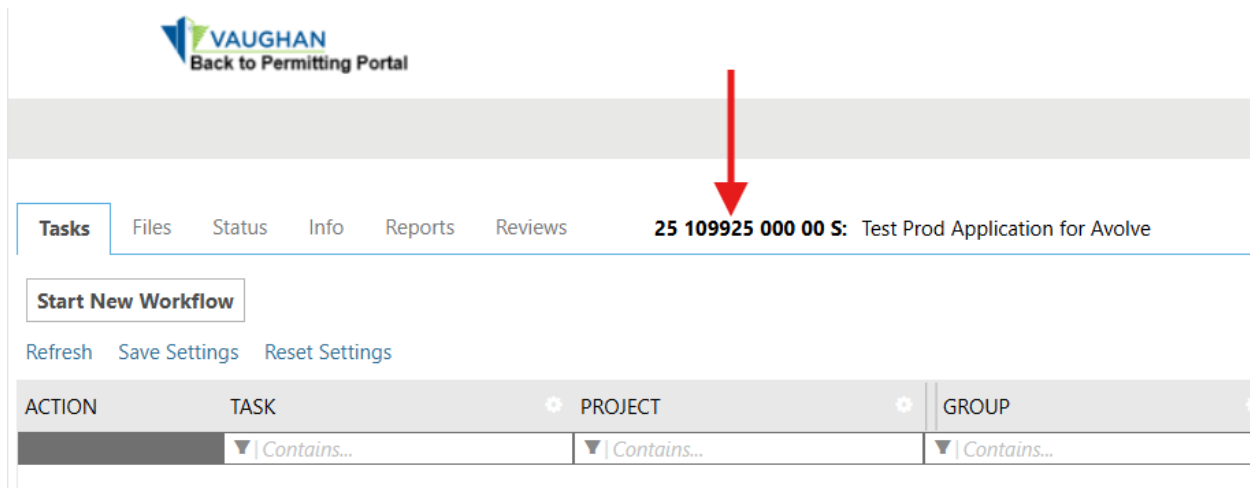 VAUGHAN
Back to Permitting Portal
Tasks Files Status Info Reports Reviews 25 109925 000 00 S: Test Prod Application for Avolve
Start New Workflow
Refresh Save Settings Reset Settings
ACTION TASK PROJECT GROUP
Contains... Contains... Contains...